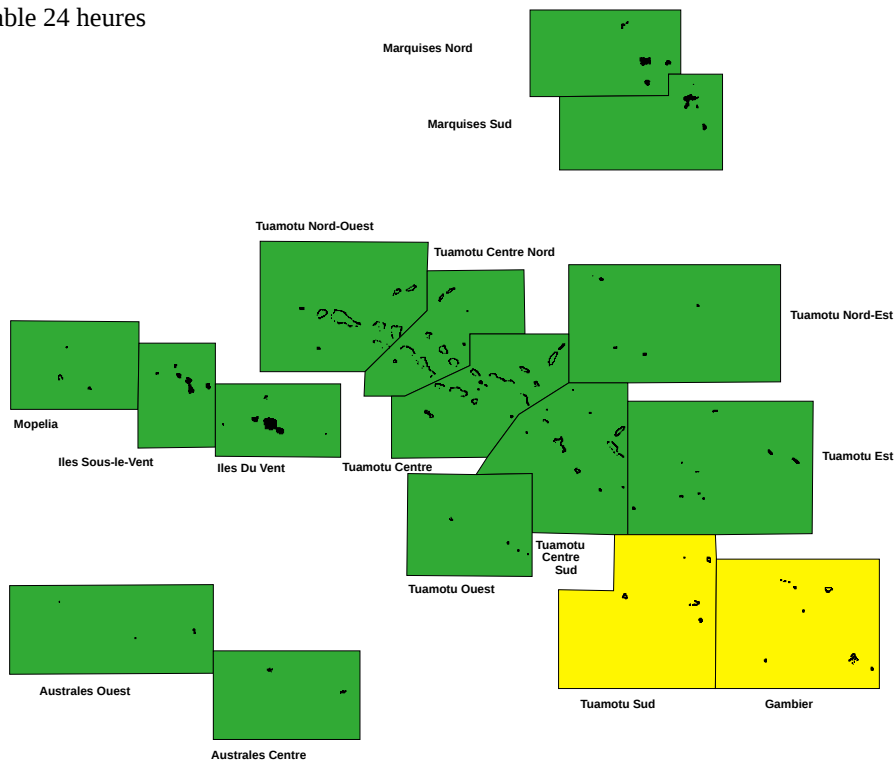 24 heures
Marquises Nord
Marquises Sud
Tuamotu Nord-Ouest
Tuamotu Centre Nord
Tuamotu Nord-Est
Mopelia
Iles Sous-le-Vent
Iles Du Vent
Tuamotu Centre
Tuamotu Est
Tuamotu
Centre
Sud
Tuamotu Ouest
Australes Ouest
Tuamotu Sud
Gambier
Australes Centre